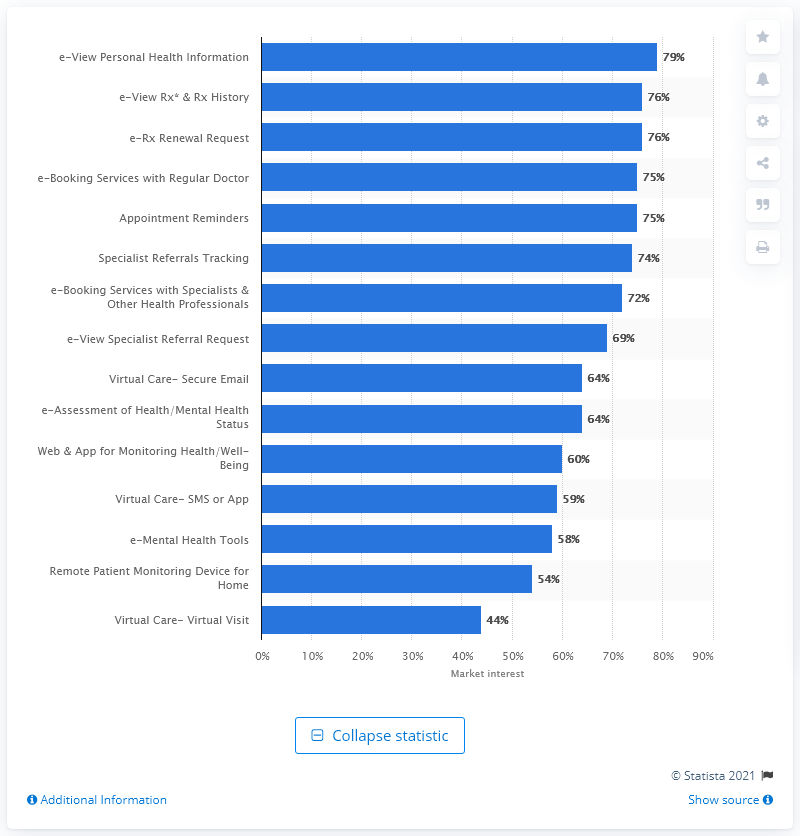 e-View Personal Health Information 79%
e-View Rx* & Rx History 76%
e-Rx Renewal Request 76%
e-Booking Services with Regular Doctor 75%
Appointment Reminders 75%
Specialist Referrals Tracking 74%
e-Booking Services with Specialists &
Other Health Professionals 72%
e-View Specialist Referral Request 69%
Virtual Care- Secure Email 64%
e-Assessment of Health/Mental Health
Status 64%
Web & App for Monitoring Health/Well-
Being 60%
Virtual Care- SMS or App 59%
e-Mental Health Tools 58%
Remote Patient Monitoring Device for
Home 54%
Virtual Care- Virtual Visit 44%
0% 10% 20% 30% 40% 50% 60% 70% 80% 90%
Market interest
Collapse statistic
© Statista 2021
Additional Information Show source